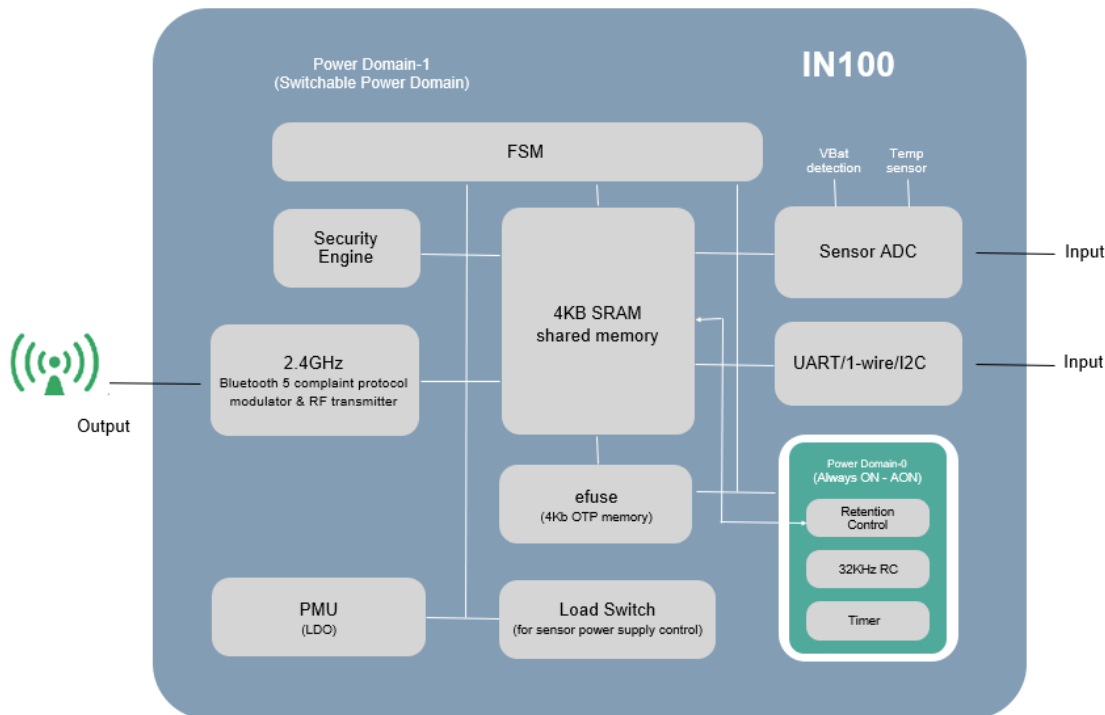 Power Domain-1
(Switchable Power Domain)
IN100
FSM
VBat
detection
Temp
sensor
Security
Engine
4KB SRAM
shared memory
Sensor ADC
Input
2.4GHz
Bluetooth 5 complaint protocol
modulator & RF transmitter
UART/1-wire/I2C
Input
Output
efuse
(4Kb OTP memory)
Power Domain-0
(Always ON - AON)
Retention
Control
32KHz RC
Timer
PMU
(LDO)
Load Switch
(for sensor power supply control)